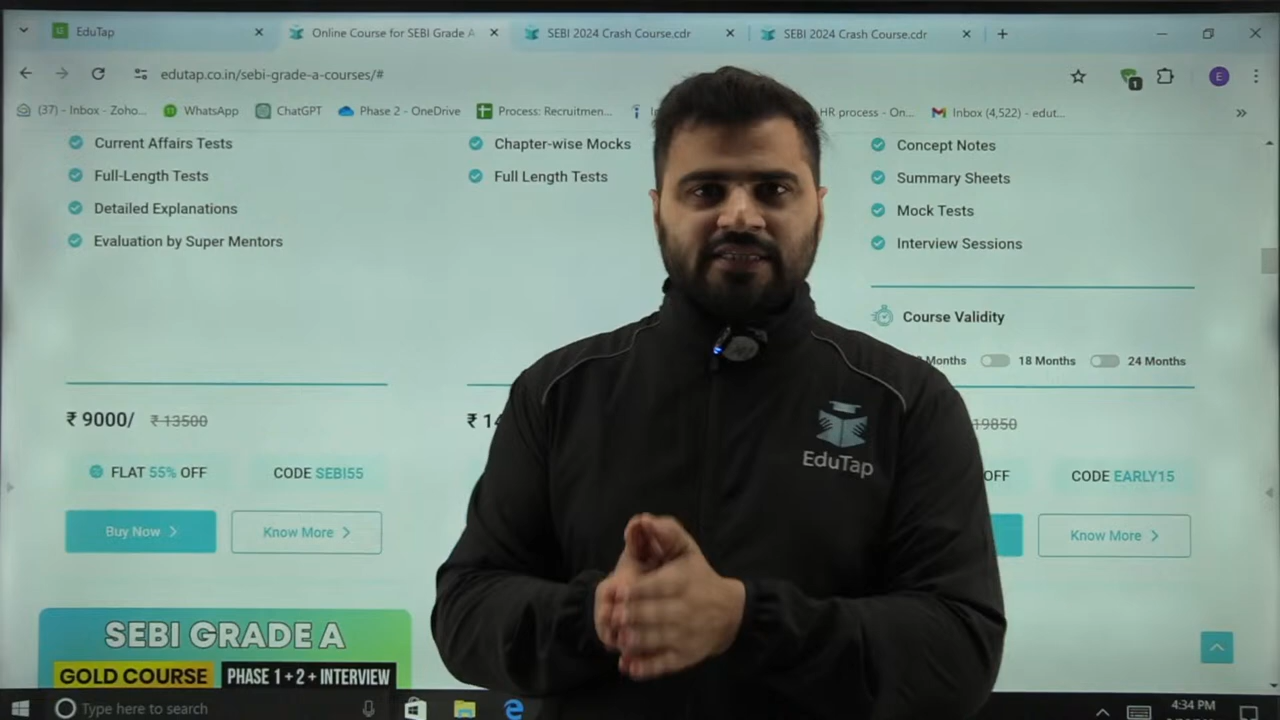 EduTap
Online Course for SEBI Grade A
SEBI 2024 Crash Course.cdr
SEBI 2024 Crash Course.cdr
edutap.co.in/sebi-grade-a-courses/#
1
E
(37) - Inbox - Zoho...
WhatsApp
ChatGPT
Phase 2 - OneDrive
Process: Recruitmen...
HR process - On...
Inbox (4,522) - edut...
Current Affairs Tests
Full-Length Tests
Detailed Explanations
Evaluation by Super Mentors
Chapter-wise Mocks
Full Length Tests
Concept Notes
Summary Sheets
Mock Tests
Interview Sessions
Course Validity
Months
18 Months
24 Months
₹ 9000/ ₹ 13500
₹ 14
19850
FLAT 55% OFF
CODE SEBI55
OFF
CODE EARLY15
Buy Now
Know More
Know More
EduTap
SEBI GRADE A
GOLD COURSE
PHASE 1 + 2 + INTERVIEW
Type here to search
4:34 PM